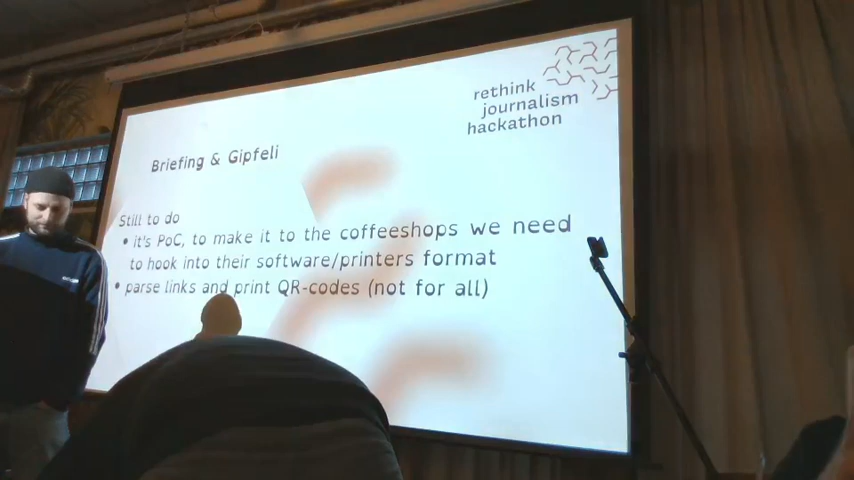 rethink
journalism
hackathon
Briefing & Gipfeli
Still to do
• it's PoC, to make it to the coffeeshops we need
to hook into their software/printers format
• parse links and print QR-codes (not for all)
adidas